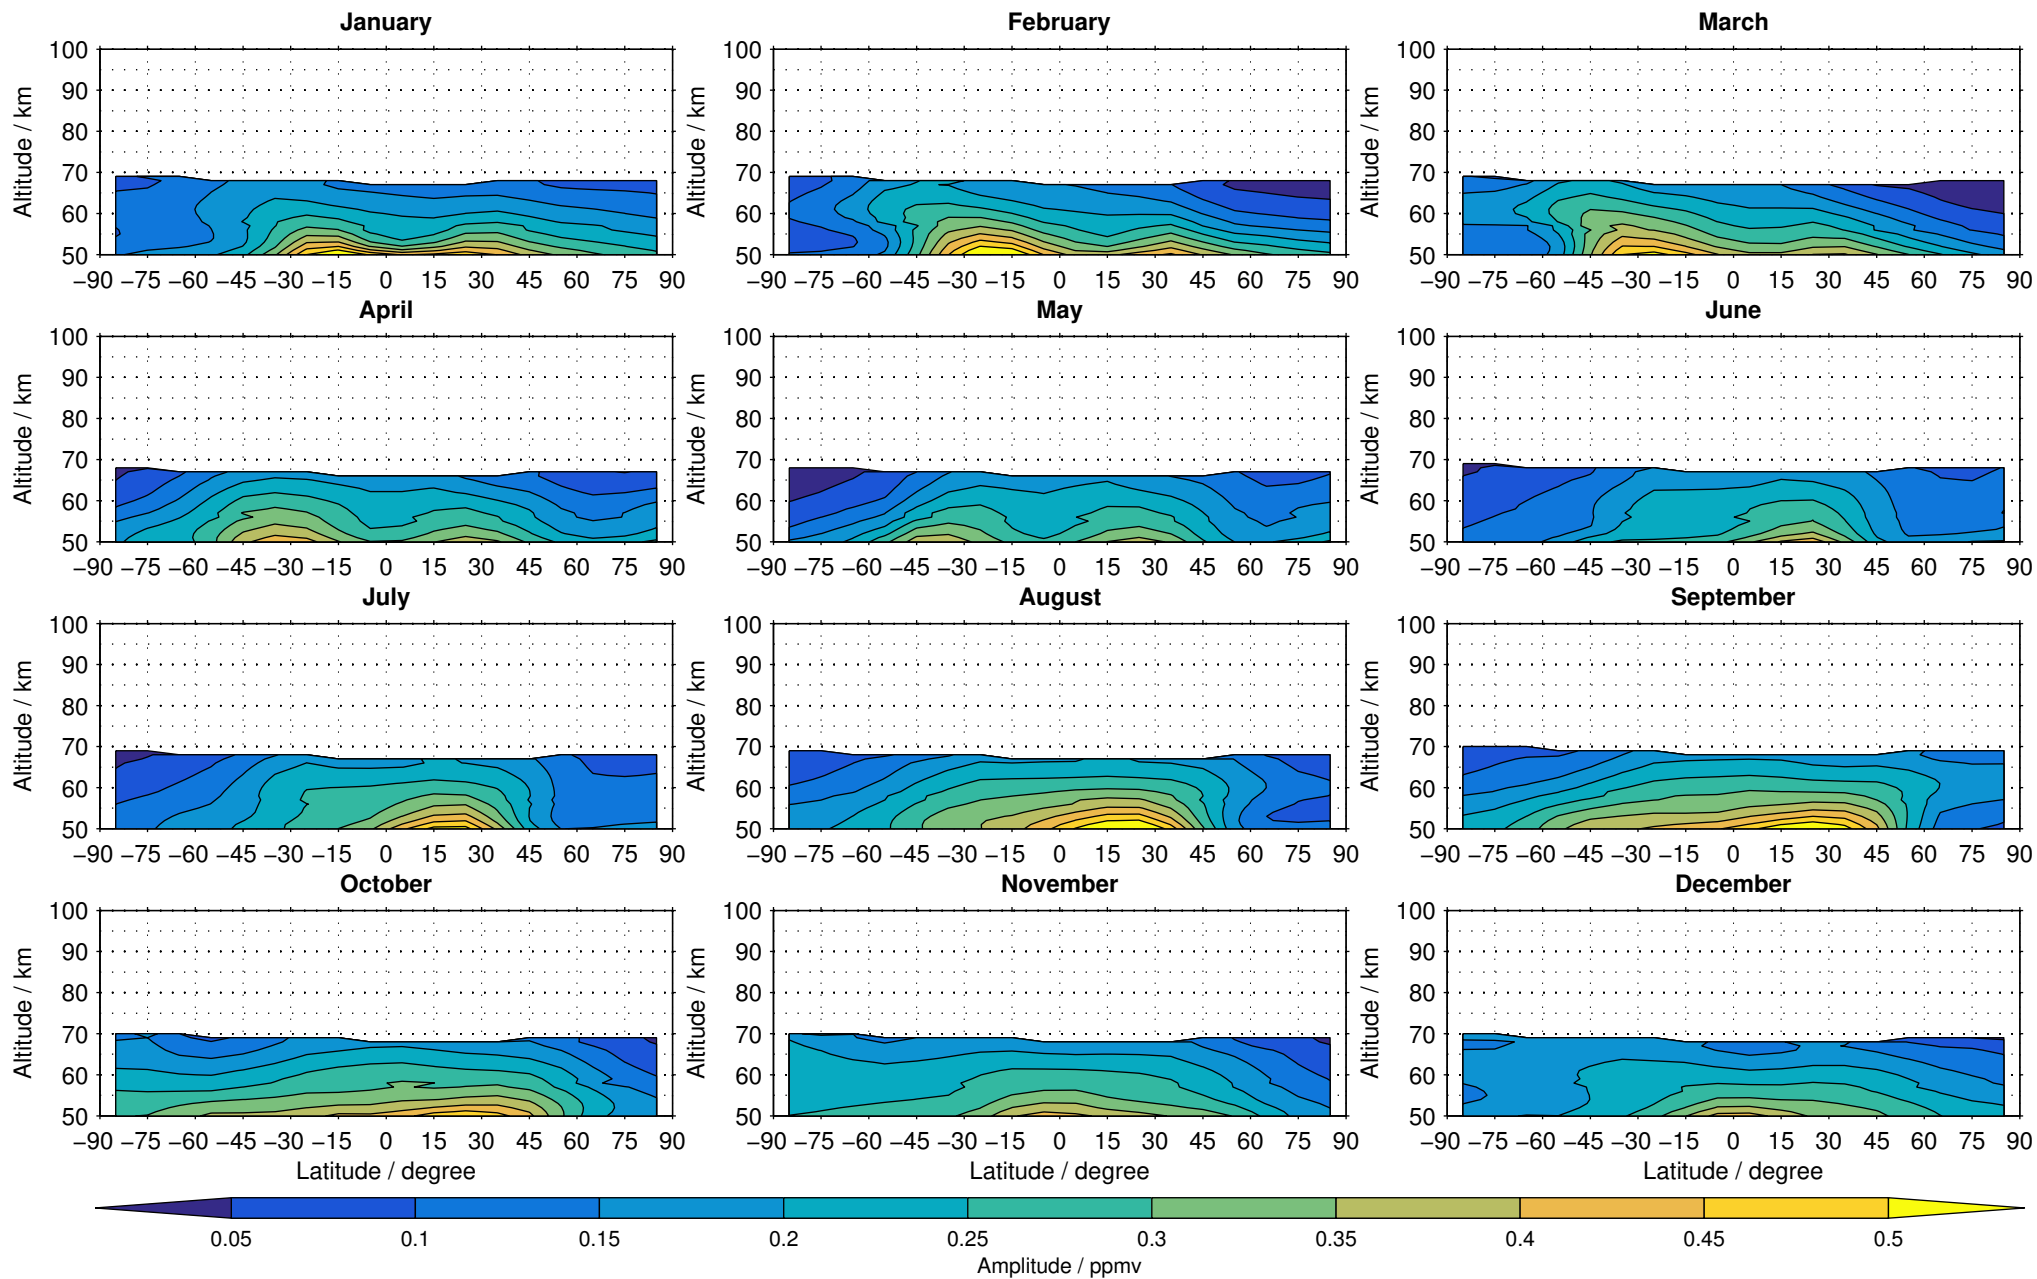 January February March
100 100 100
90 90 90
80 80 80
70 70 70
60 60 60
50 50 50
Altitude / km Altitude / km Altitude / km
−90 −75 −60 −45 −30 −15 0 15 30 45 60 75 90 −90 −75 −60 −45 −30 −15 0 15 30 45 60 75 90 −90 −75 −60 −45 −30 −15 0 15 30 45 60 75 90
April May June
100 100 100
90 90 90
80 80 80
70 70 70
60 60 60
50 50 50
Altitude / km Altitude / km Altitude / km
−90 −75 −60 −45 −30 −15 0 15 30 45 60 75 90 −90 −75 −60 −45 −30 −15 0 15 30 45 60 75 90 −90 −75 −60 −45 −30 −15 0 15 30 45 60 75 90
July August September
100 100 100
90 90 90
80 80 80
70 70 70
60 60 60
50 50 50
Altitude / km Altitude / km Altitude / km
−90 −75 −60 −45 −30 −15 0 15 30 45 60 75 90 −90 −75 −60 −45 −30 −15 0 15 30 45 60 75 90 −90 −75 −60 −45 −30 −15 0 15 30 45 60 75 90
October November December
100 100 100
90 90 90
80 80 80
70 70 70
60 60 60
50 50 50
Altitude / km Altitude / km Altitude / km
−90 −75 −60 −45 −30 −15 0 15 30 45 60 75 90 −90 −75 −60 −45 −30 −15 0 15 30 45 60 75 90 −90 −75 −60 −45 −30 −15 0 15 30 45 60 75 90
Latitude / degree Latitude / degree Latitude / degree
0.05 0.1 0.15 0.2 0.25 0.3 0.35 0.4 0.45 0.5
Amplitude / ppmv